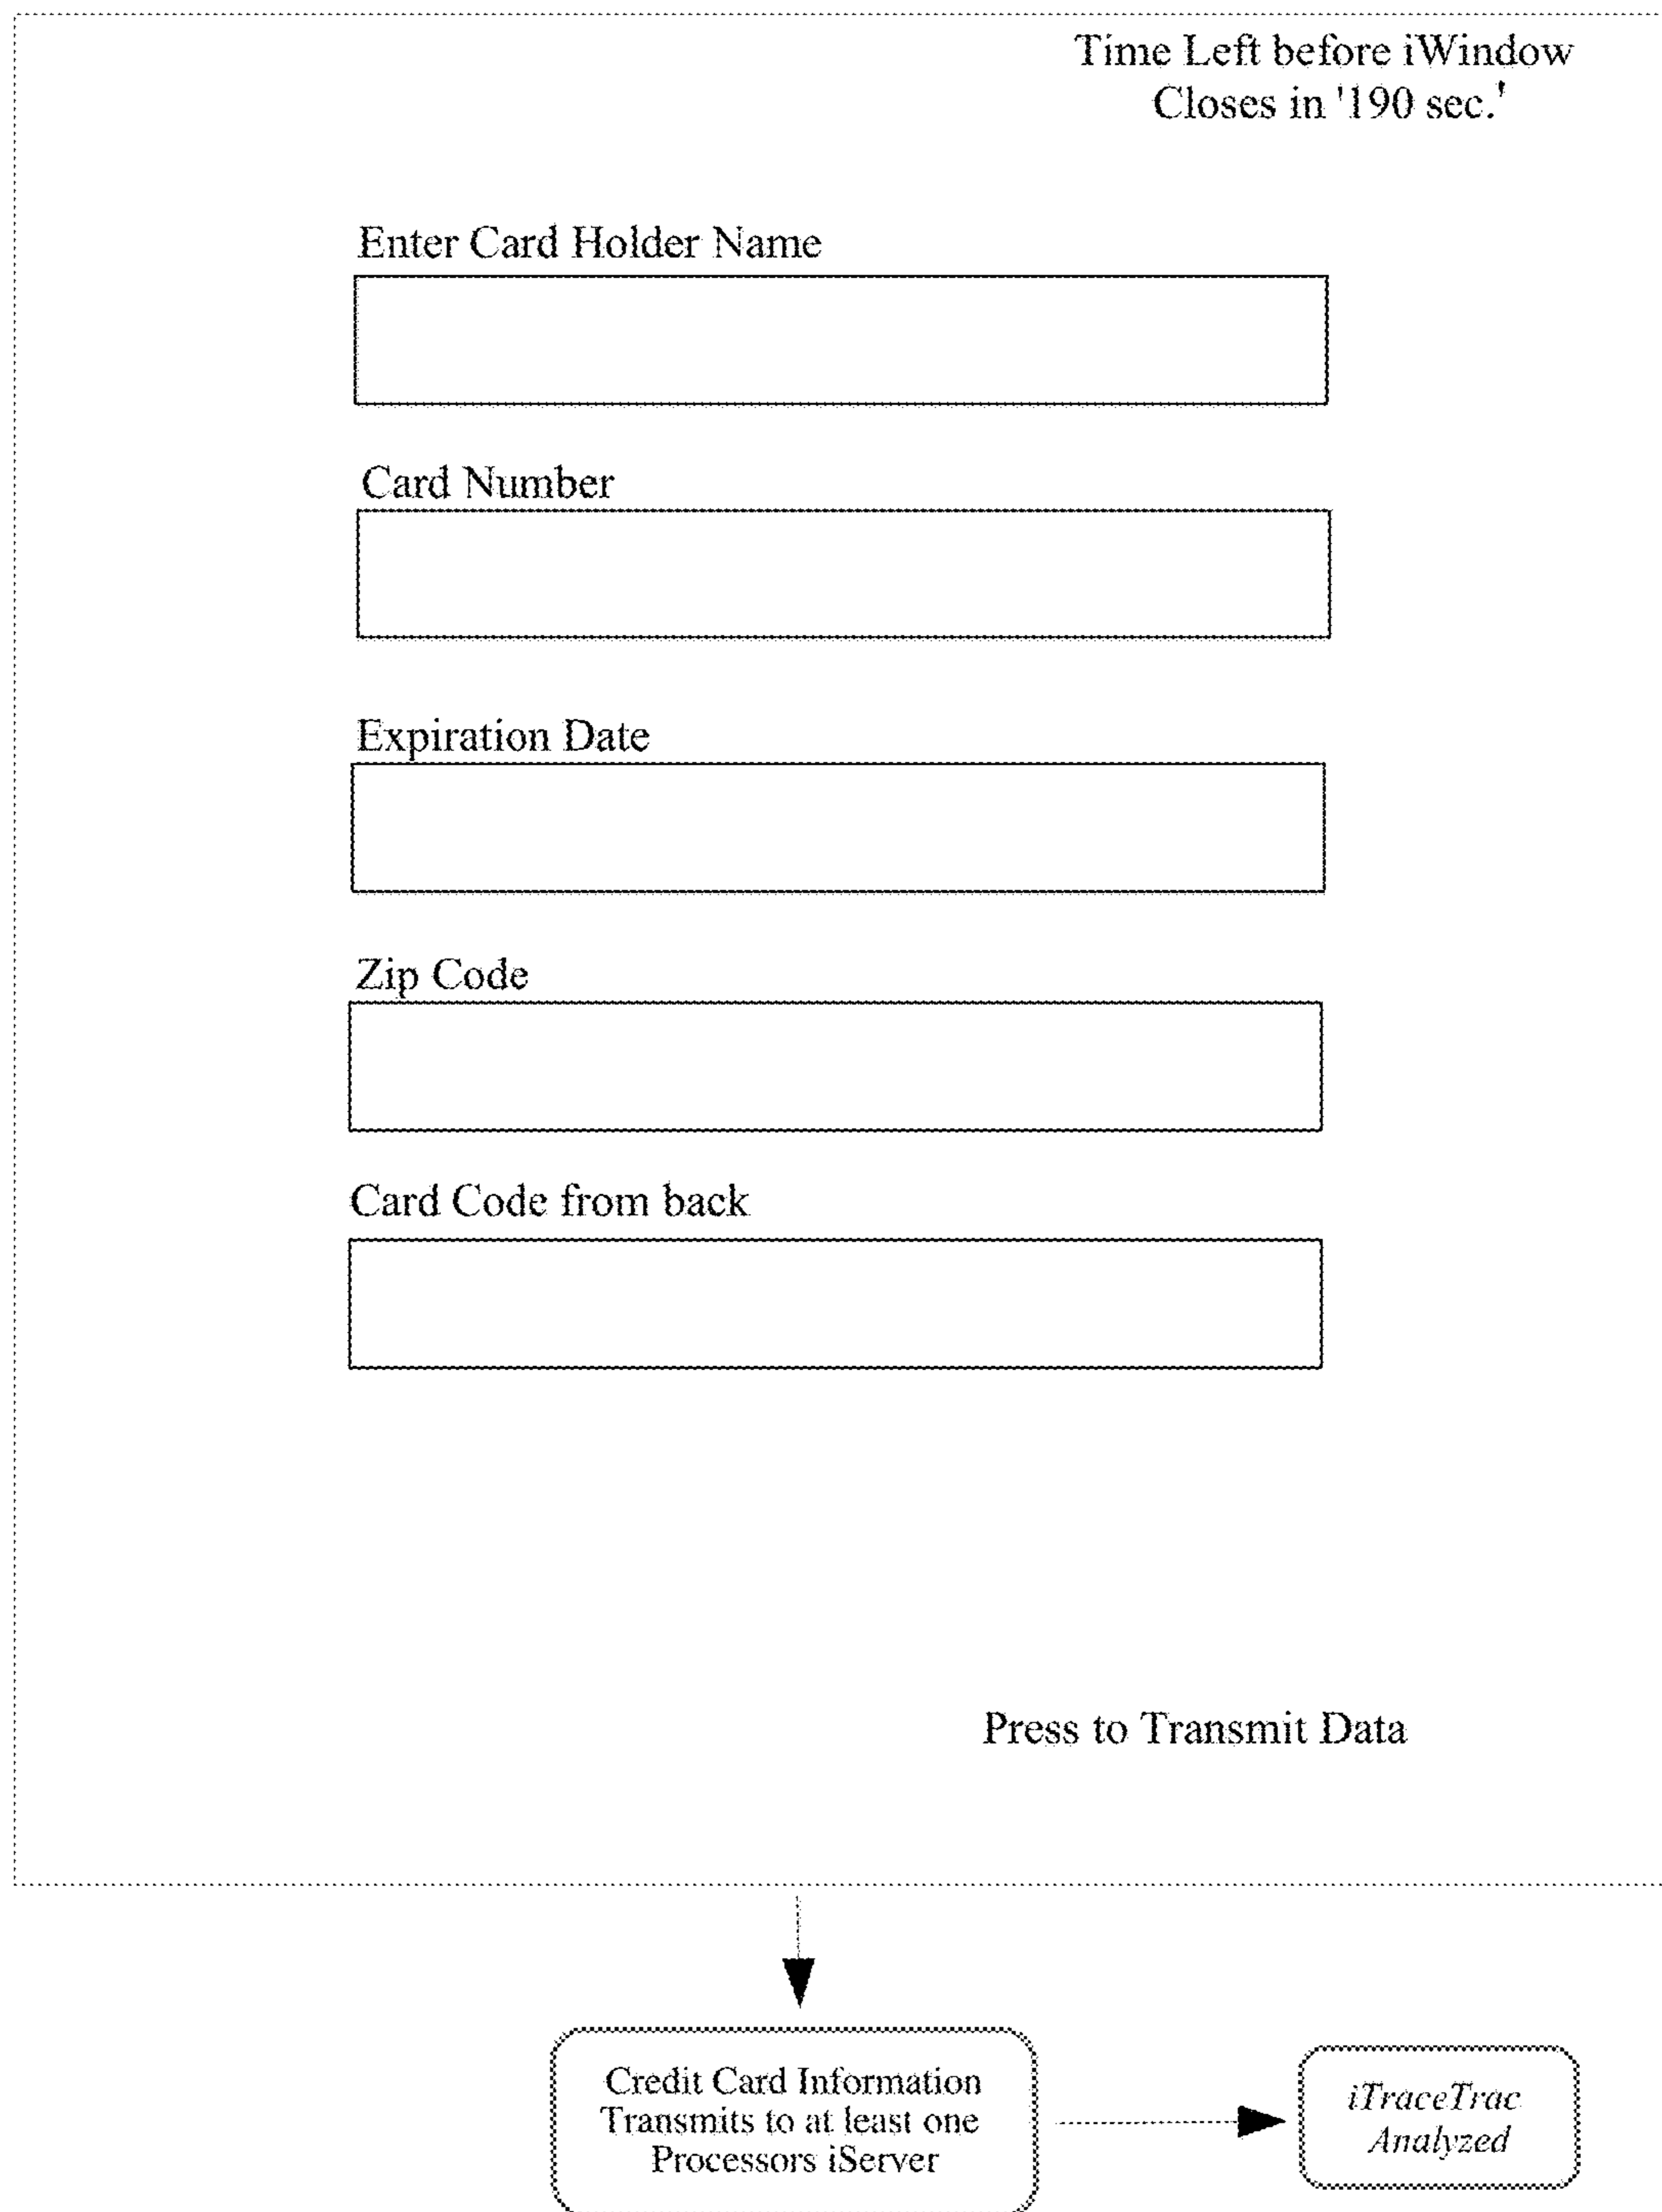 Time Left before iWindow
Closes in '190 sec.'
Enter Card Holder Name
Card Number
Expiration Date
Zip Code
Card Code from back
Press to Transmit Data
Credit Card Information
Transmits to at least one
Processors iServer
iTraceTrac
Analyzed